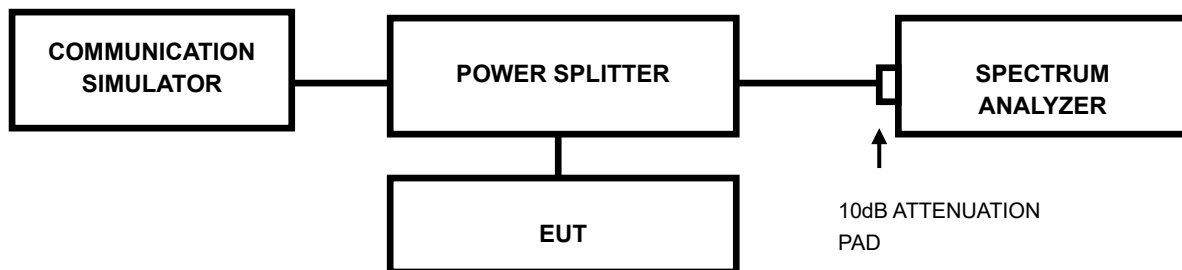 COMMUNICATION
SIMULATOR
POWER SPLITTER
SPECTRUM
ANALYZER
EUT
10dB ATTENUATION
PAD